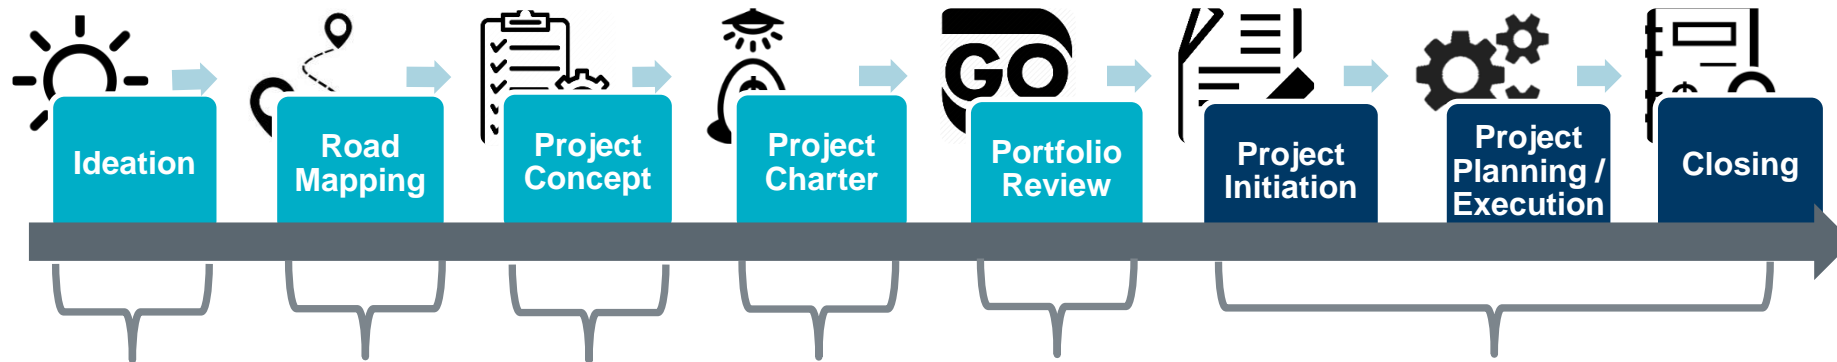 GO
Ideation
Road
Mapping
Project
Concept
Project
Charter
Portfolio
Review
Project
Initiation
Project
Planning /
Execution
Closing